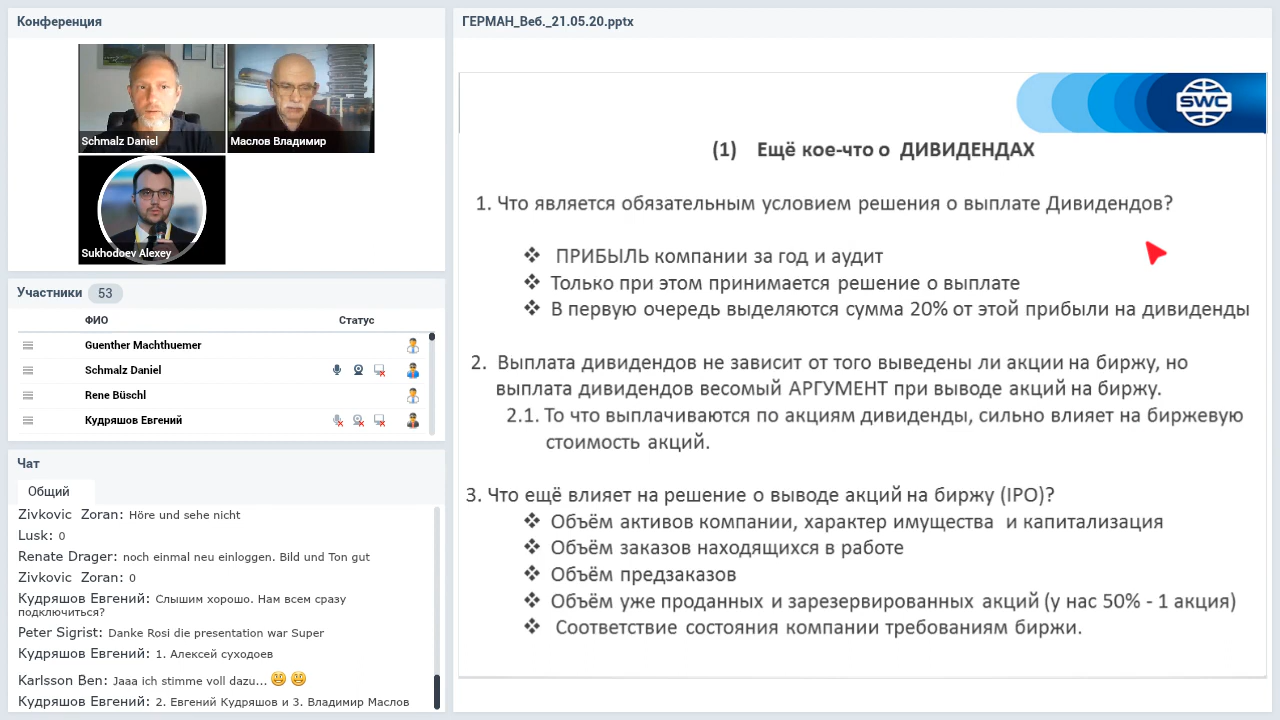 Конференция
Schmalz Daniel
Маслов Владимир
Sukhodoev Alexey
Участники 53
ФИО Статус
Guenther Machthuemer
Schmalz Daniel
Rene Büschl
Кудряшов Евгений
Чат
Общий
Zivkovic Zoran: Höre und sehe nicht
Lusk: 0
Renate Drager: noch einmal neu einloggen. Bild und Ton gut
Zivkovic Zoran: 0
Кудряшов Евгений: Слышим хорошо. Нам всем сразу
подключиться?
Peter Sigrist: Danke Rosi die presentation war Super
Кудряшов Евгений: 1. Алексей суходоев
Karlsson Ben: Jaaa ich stimme voll dazu...
Кудряшов Евгений: 2. Евгений Кудряшов и 3. Владимир Маслов
ГЕРМАН_Веб._21.05.20.pptx
SWC
(1) Ещё кое-что о ДИВИДЕНДАХ
1. Что является обязательным условием решения о выплате Дивидендов?
❖ ПРИБЫЛЬ компании за год и аудит
❖ Только при этом принимается решение о выплате
❖ В первую очередь выделяются сумма 20% от этой прибыли на дивиденды
2. Выплата дивидендов не зависит от того выведены ли акции на биржу, но
выплата дивидендов весомый АРГУМЕНТ при выводе акций на биржу.
2.1. То что выплачиваются по акциям дивиденды, сильно влияет на биржевую
стоимость акций.
3. Что ещё влияет на решение о выводе акций на биржу (IPO)?
❖ Объём активов компании, характер имущества и капитализация
❖ Объём заказов находящихся в работе
❖ Объём предзаказов
❖ Объём уже проданных и зарезервированных акций (у нас 50% - 1 акция)
❖ Соответствие состояния компании требованиям биржи.